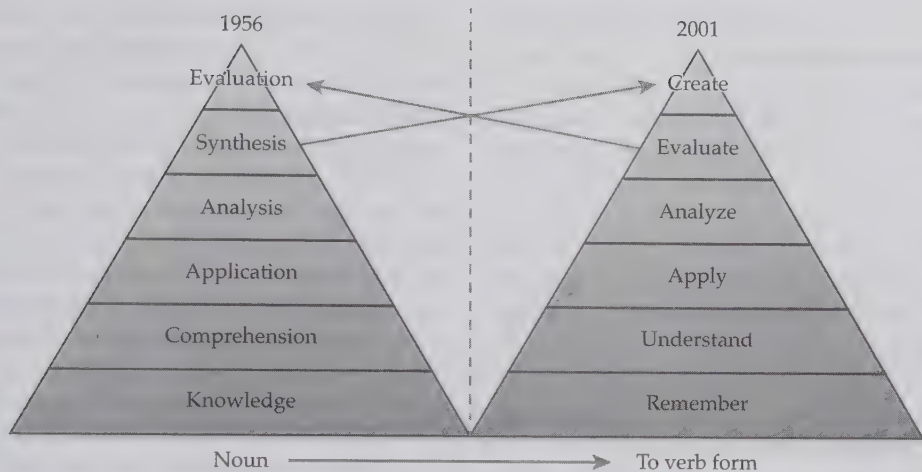 1956
Evaluation
Synthesis
Analysis
Application
Comprehension
Knowledge
2001
Create
Evaluate
Analyze
Apply
Understand
Remember
Noun To verb form